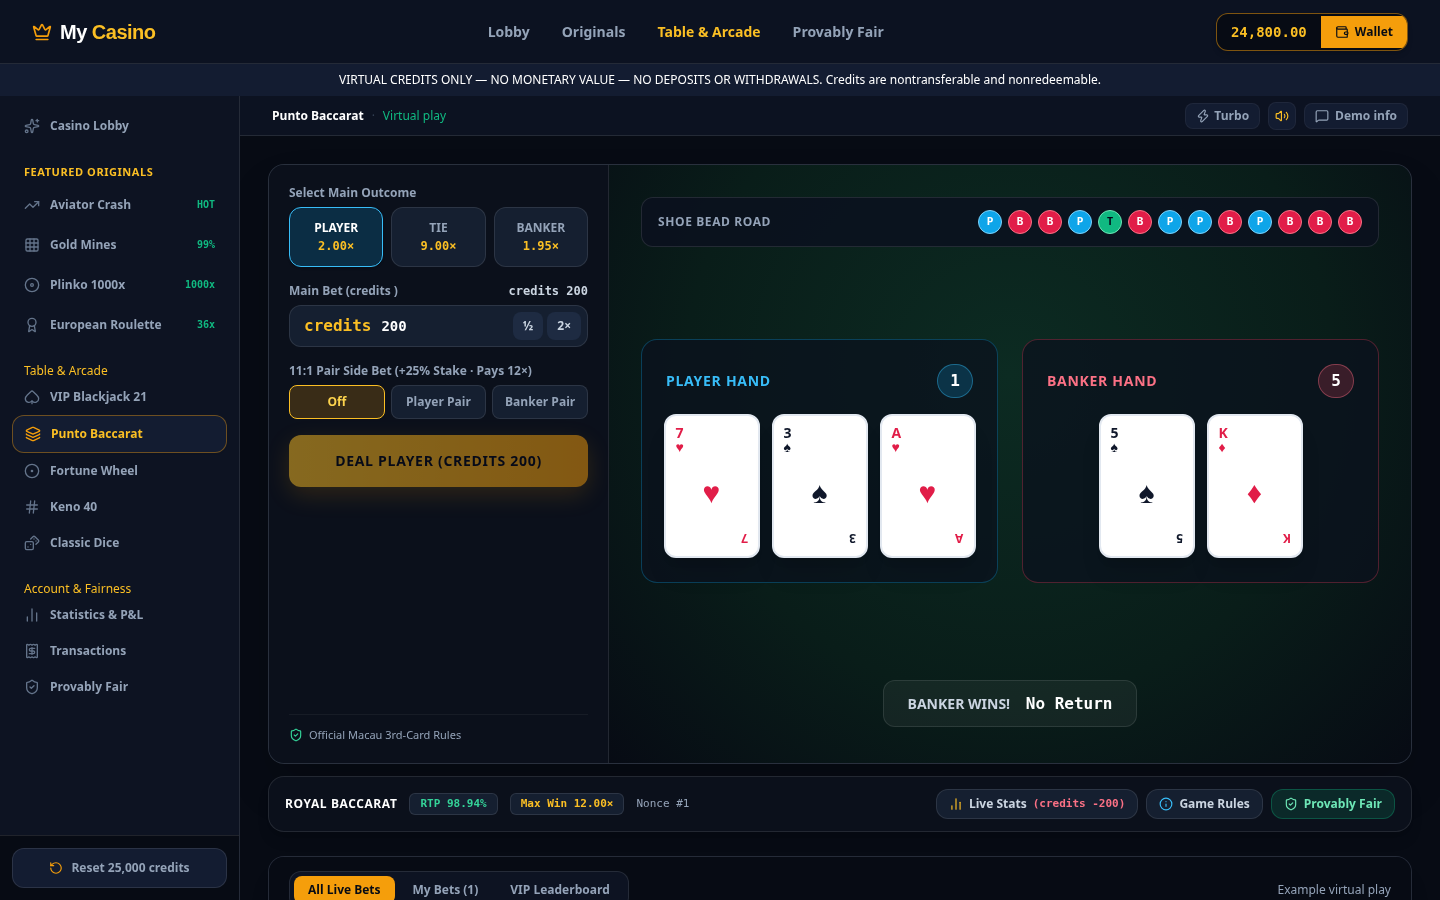 My Casino
Lobby
Originals
Table & Arcade
Provably Fair
24,800.00
Wallet
VIRTUAL CREDITS ONLY — NO MONETARY VALUE — NO DEPOSITS OR WITHDRAWALS. Credits are nontransferable and nonredeemable.
Casino Lobby
FEATURED ORIGINALS
Aviator Crash HOT
Gold Mines 99%
Plinko 1000x 1000x
European Roulette 36x
Table & Arcade
VIP Blackjack 21
Punto Baccarat
Fortune Wheel
Keno 40
Classic Dice
Account & Fairness
Statistics & P&L
Transactions
Provably Fair
Reset 25,000 credits
Punto Baccarat · Virtual play
Turbo
Demo info
Select Main Outcome
PLAYER
2.00×
TIE
9.00×
BANKER
1.95×
Main Bet (credits ) credits 200
credits 200 ½ 2×
11:1 Pair Side Bet (+25% Stake · Pays 12×)
Off
Player Pair
Banker Pair
DEAL PLAYER (CREDITS 200)
Official Macau 3rd-Card Rules
SHOE BEAD ROAD
P B B P T B P P B P B B B
PLAYER HAND 1
7♥
♥
7
3♠
♠
3
A♥
♥
A
BANKER HAND 5
5♠
♠
5
K♦
♦
K
BANKER WINS! No Return
ROYAL BACCARAT
RTP 98.94%
Max Win 12.00×
Nonce #1
Live Stats (credits -200)
Game Rules
Provably Fair
All Live Bets
My Bets (1)
VIP Leaderboard
Example virtual play